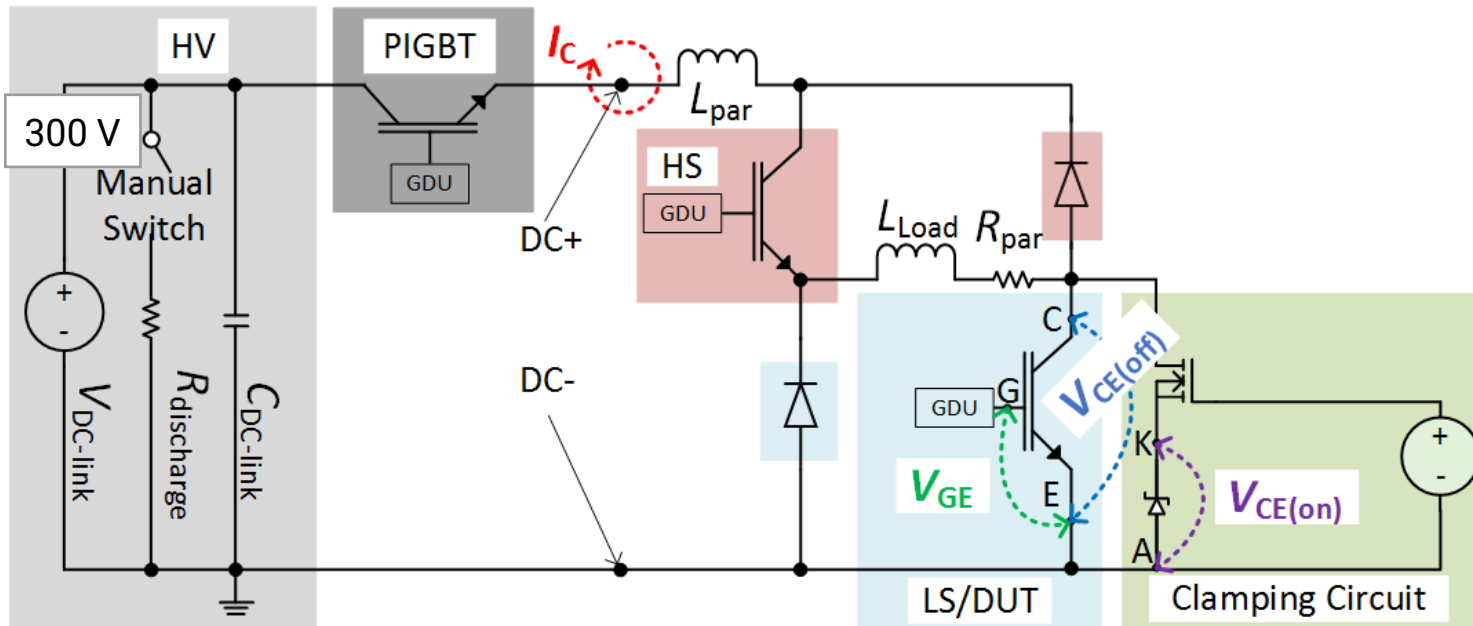 HV
PIGBT
I_C
300 V
Manual
Switch
GDU
L_par
HS
GDU
DC+
L_Load
R_par
+
-
V_DC-link
R_discharge
C_DC-link
DC-
C
V_CE(off)
GDU
G
V_GE
E
K
A
V_CE(on)
+
-
LS/DUT
Clamping Circuit